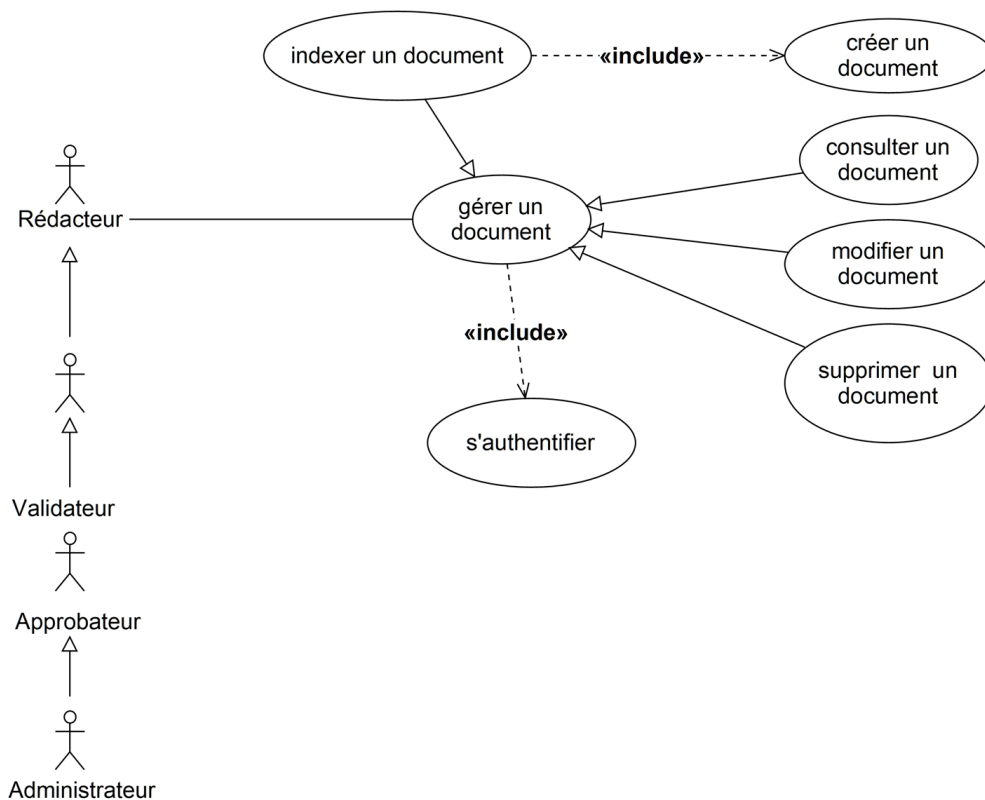 indexer un document
«include»
créer un
document
consulter un
document
Rédacteur
gérer un
document
modifier un
document
«include»
supprimer un
document
s'authentifier
Validateur
Approbateur
Administrateur